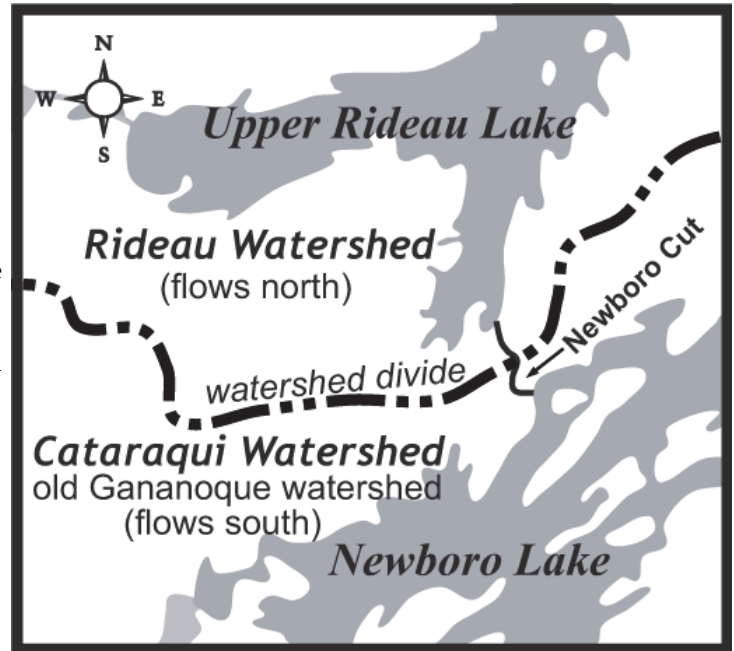 N
W E
S
Upper Rideau Lake
Rideau Watershed
(flows north)
Newboro Cut
watershed divide
Cataraqui Watershed
old Gananoque watershed
(flows south)
Newboro Lake